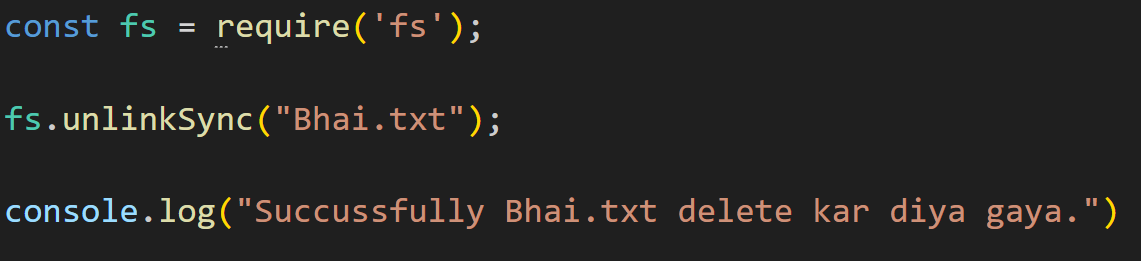 const fs = require('fs');
fs.unlinkSync("Bhai.txt");
console.log("Succussfully Bhai.txt delete kar diya gaya.")